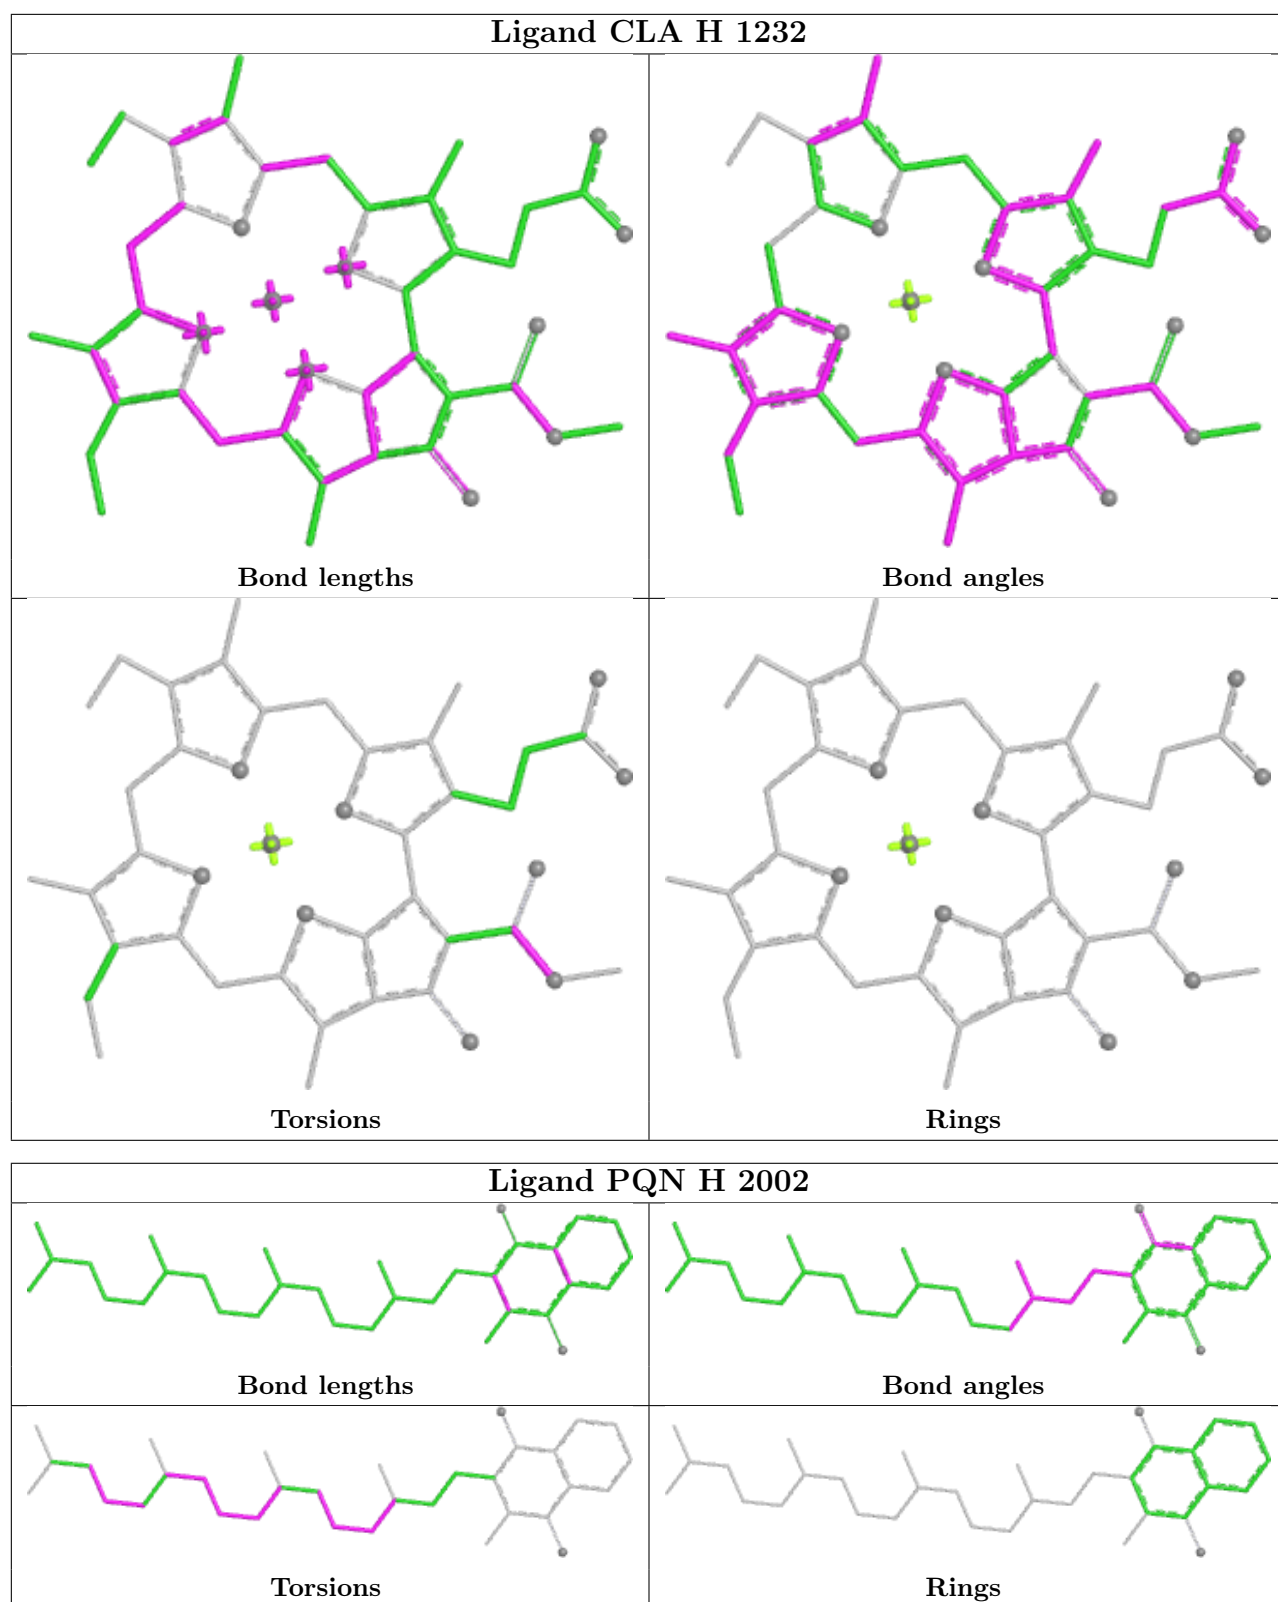 Ligand CLA H 1232
Bond lengths
Bond angles
Torsions
Rings
Ligand PQN H 2002
Bond lengths
Bond angles
Torsions
Rings